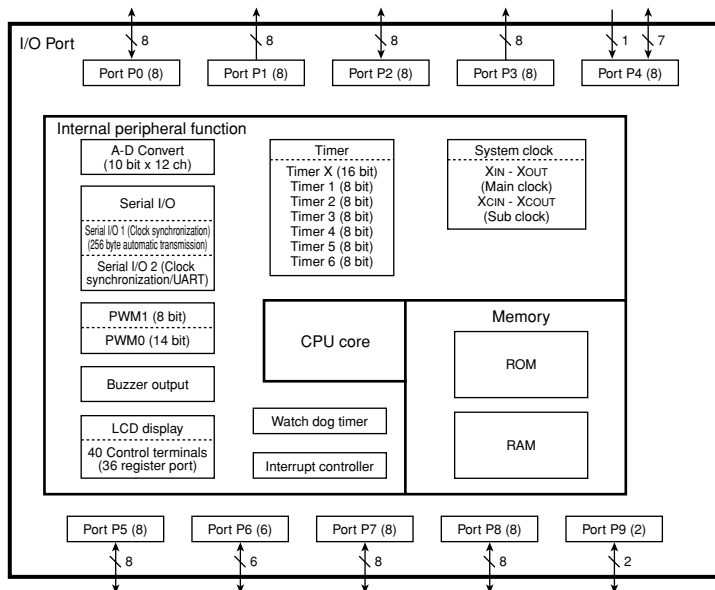 8
8
8
8
1
7
I/O Port
Port P0 (8)
Port P1 (8)
Port P2 (8)
Port P3 (8)
Port P4 (8)
Internal peripheral function
A-D Convert
(10 bit x 12 ch)
Serial I/O
Serial I/O 1 (Clock synchronization)
(256 byte automatic transmission)
Serial I/O 2 (Clock
synchronization/UART)
PWM1 (8 bit)
PWM0 (14 bit)
Buzzer output
LCD display
40 Control terminals
(36 register port)
Timer
Timer X (16 bit)
Timer 1 (8 bit)
Timer 2 (8 bit)
Timer 3 (8 bit)
Timer 4 (8 bit)
Timer 5 (8 bit)
Timer 6 (8 bit)
System clock
XIN - XOUT
(Main clock)
XCIN - XCOUT
(Sub clock)
CPU core
Watch dog timer
Interrupt controller
Memory
ROM
RAM
Port P5 (8)
Port P6 (6)
Port P7 (8)
Port P8 (8)
Port P9 (2)
8
6
8
8
2